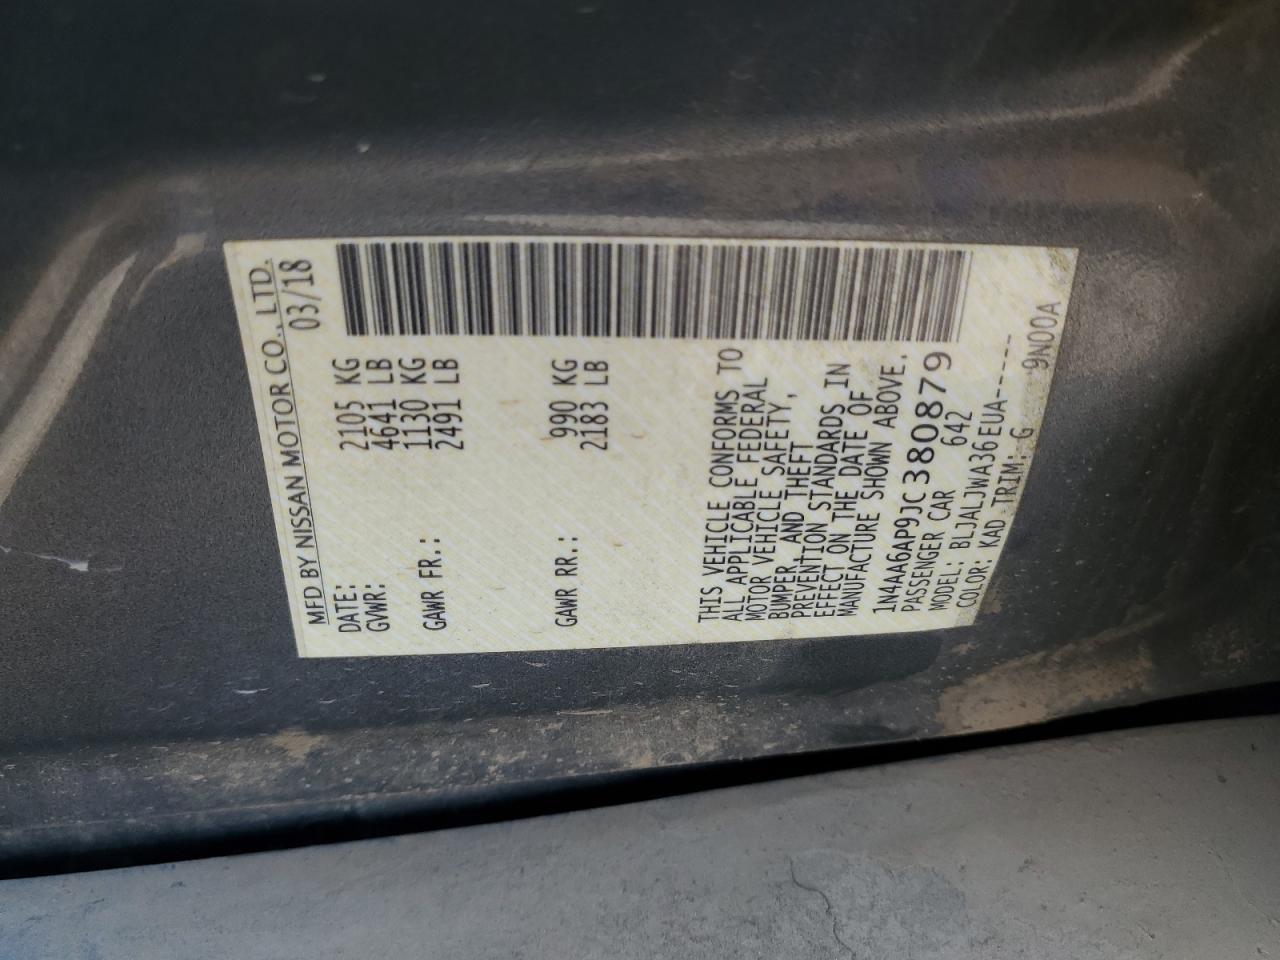 MFD BY NISSAN MOTOR CO., LTD.
DATE: 03/18
GVWR: 2105 KG
4641 LB
GAWR FR.: 1130 KG
2491 LB
GAWR RR.: 990 KG
2183 LB
THIS VEHICLE CONFORMS TO
ALL APPLICABLE FEDERAL
MOTOR VEHICLE SAFETY,
BUMPER, AND THEFT
PREVENTION STANDARDS IN
EFFECT ON THE DATE OF
MANUFACTURE SHOWN ABOVE.
1N4AA6AP9JC380879
PASSENGER CAR 642
MODEL: BLJALJWA36EUA-----
COLOR: KAD TRIM: G 9N00A